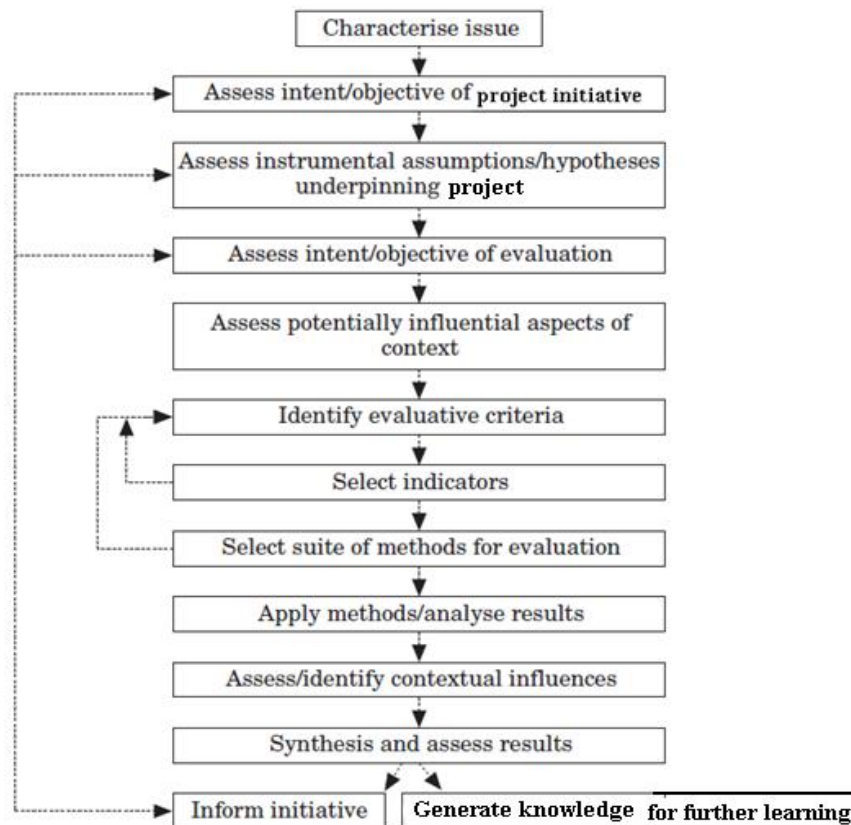 Characterise issue
Assess intent/objective of project initiative
Assess instrumental assumptions/hypotheses
underpinning project
Assess intent/objective of evaluation
Assess potentially influential aspects of
context
Identify evaluative criteria
Select indicators
Select suite of methods for evaluation
Apply methods/analyse results
Assess/identify contextual influences
Synthesis and assess results
Inform initiative
Generate knowledge for further learning